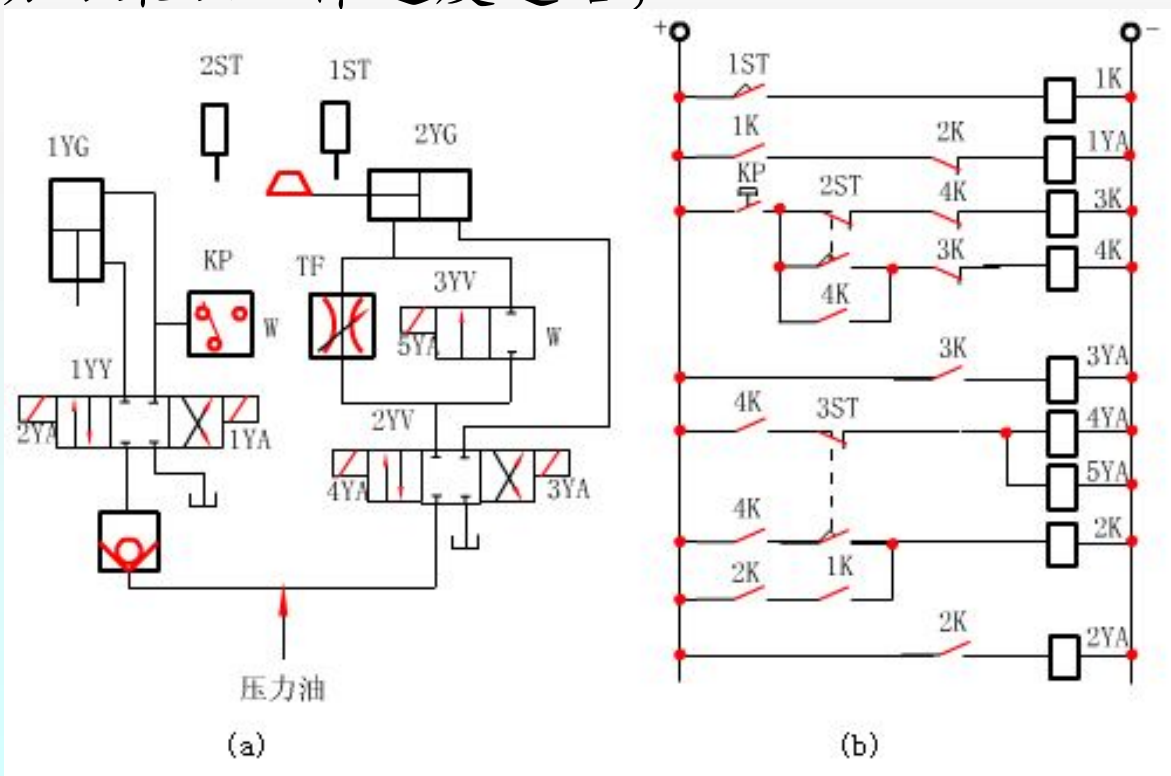 2ST 1ST
1YG 2YG
KP TF 3YV
W 5YA W
1YY
2YA 1YA 2YV
4YA 3YA
压力油
(a)
+ -
1ST 1K
1K 2K 1YA
KP 2ST 4K 3K
3K 4K
4K
3K 3YA
4K 3ST 4YA
5YA
4K 2K
2K 1K
2K 2YA
(b)